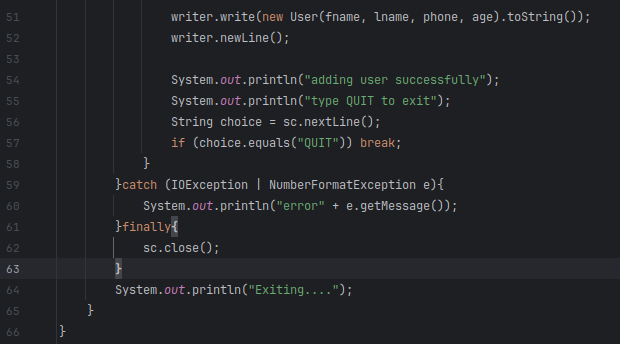 51 writer.write(new User(fname, lname, phone, age).toString());
52 writer.newLine();
53
54 System.out.println("adding user successfully");
55 System.out.println("type QUIT to exit");
56 String choice = sc.nextLine();
57 if (choice.equals("QUIT")) break;
58 }
59 }catch (IOException | NumberFormatException e){
60 System.out.println("error" + e.getMessage());
61 }finally{
62 sc.close();
63 }
64 System.out.println("Exiting....");
65 }
66 }